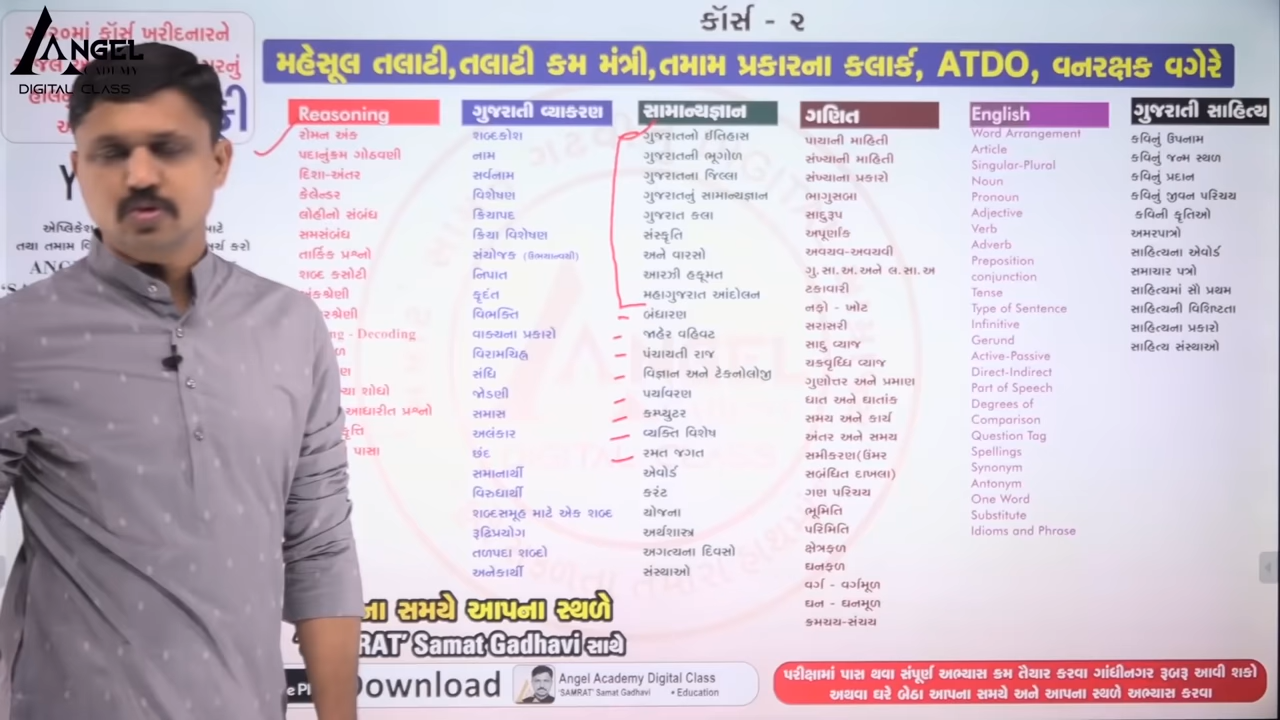 કૉર્સ - ૨
ANGEL
ACADEMY
DIGITAL CLASS
મહેસૂલ તલાટી,તલાટી કમ મંત્રી,તમામ પ્રકારના કલાર્ક, ATDO, વનરક્ષક વગેરે
Reasoning
રોમન અંક
પદાનુંક્રમ ગોઠવણી
દિશા-અંતર
કેલેન્ડર
લોહીનો સંબંધ
સમસંબંધ
તાર્કિક પ્રશ્નો
શબ્દ કસોટી
- Decoding
શોધો
આધારીત પ્રશ્નો
પાસા
ગુજરાતી વ્યાકરણ
શબ્દકોશ
નામ
સર્વનામ
વિશેષણ
ક્રિયાપદ
ક્રિયા વિશેષણ
સંયોજક (ઉભયાન્વયી)
નિપાત
કૃદંત
વિભક્તિ
વાક્યના પ્રકારો
વિરામચિહ્ન
સંધિ
જોડણી
સમાસ
અલંકાર
છંદ
સમાનાર્થી
વિરુધાર્થી
શબ્દસમૂહ માટે એક શબ્દ
રૂઢિપ્રયોગ
તળપદા શબ્દો
અનેકાર્થી
સામાન્યજ્ઞાન
ગુજરાતનો ઈતિહાસ
ગુજરાતની ભૂગોળ
ગુજરાતના જિલ્લા
ગુજરાતનું સામાન્યજ્ઞાન
ગુજરાત કલા
સંસ્કૃતિ
અને વારસો
આરઝી હકૂમત
મહાગુજરાત આંદોલન
બંધારણ
જાહેર વહિવટ
પંચાયતી રાજ
વિજ્ઞાન અને ટેકનોલોજી
પર્યાવરણ
કમ્પ્યુટર
વ્યક્તિ વિશેષ
રમત જગત
એવોર્ડ
કરંટ
યોજના
અર્થશાસ્ત્ર
અગત્યના દિવસો
સંસ્થાઓ
ગણિત
પાયાની માહિતી
સંખ્યાની માહિતી
સંખ્યાના પ્રકારો
ભાગુસબા
સાદુરૂપ
અપૂર્ણાંક
અવયવ-અવયવી
ગુ.સા.અ.અને લ.સા.અ
ટકાવારી
નફો - ખોટ
સરાસરી
સાદુ વ્યાજ
ચક્રવૃધ્ધિ વ્યાજ
ગુણોત્તર અને પ્રમાણ
ઘાત અને ઘાતાંક
સમય અને કાર્ય
અંતર અને સમય
સમીકરણ(ઉંમર
સબંધિત દાખલા)
ગણ પરિચય
ભૂમિતિ
પરિમિતિ
ક્ષેત્રફળ
ઘનફળ
વર્ગ - વર્ગમૂળ
ઘન - ઘનમૂળ
ક્રમચય-સંચય
English
Word Arrangement
Article
Singular-Plural
Noun
Pronoun
Adjective
Verb
Adverb
Preposition
conjunction
Tense
Type of Sentence
Infinitive
Gerund
Active-Passive
Direct-Indirect
Part of Speech
Degrees of
Comparison
Question Tag
Spellings
Synonym
Antonym
One Word
Substitute
Idioms and Phrase
ગુજરાતી સાહિત્ય
કવિનું ઉપનામ
કવિનું જન્મ સ્થળ
કવિનું પ્રદાન
કવિનું જીવન પરિચય
કવિની કૃતિઓ
અમરપાત્રો
સાહિત્યના એવોર્ડ
સમાચાર પત્રો
સાહિત્યમાં સૌ પ્રથમ
સાહિત્યની વિશિષ્ટતા
સાહિત્યના પ્રકારો
સાહિત્ય સંસ્થાઓ
સમયે આપના સ્થળે
Samat Gadhavi સાથે
Download
Angel Academy Digital Class
'SAMRAT' Samat Gadhavi • Education
પરીક્ષામાં પાસ થવા સંપૂર્ણ અભ્યાસ ક્રમ તૈયાર કરવા ગાંધીનગર રૂબરૂ આવી શકો
અથવા ઘરે બેઠા આપના સમયે અને આપના સ્થળે અભ્યાસ કરવા